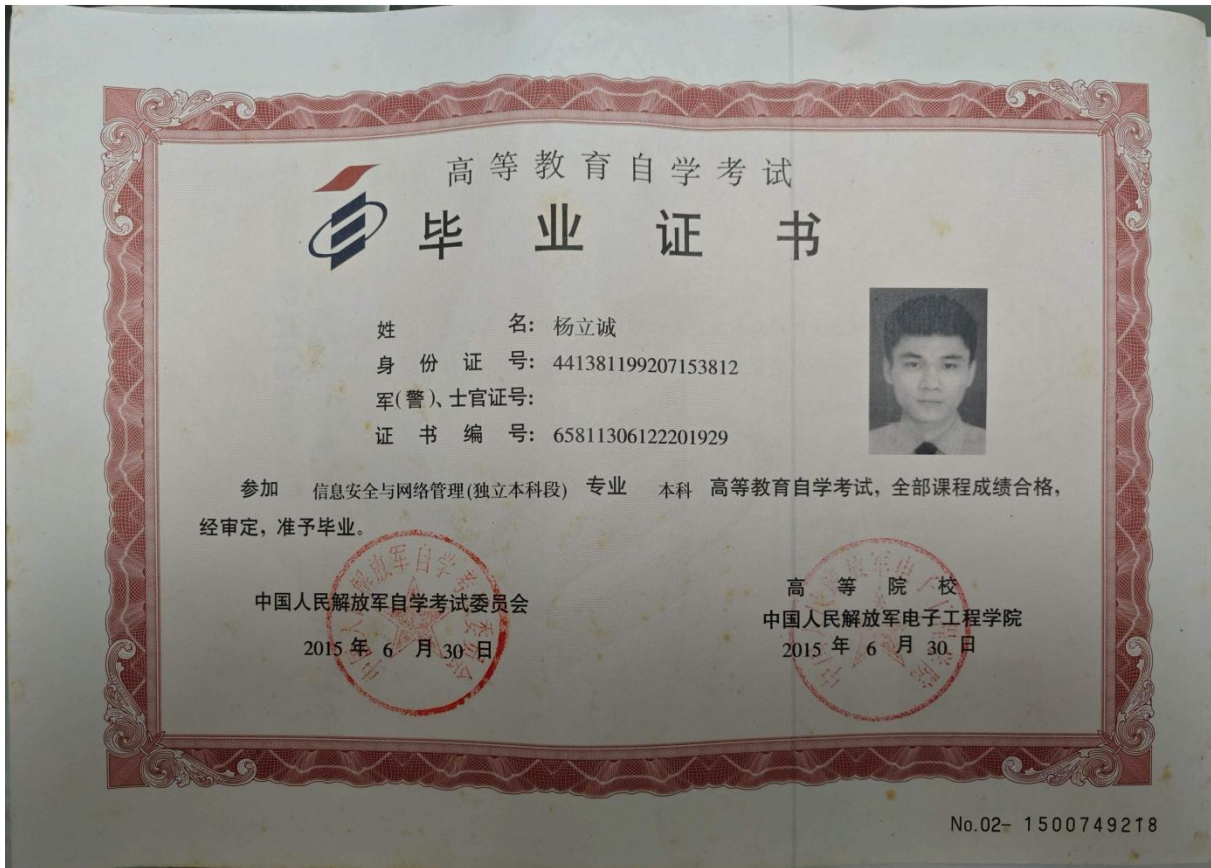 高等教育自学考试
毕业证书
姓名: 杨立诚
身份证号: 441381199207153812
军(警)、士官证号:
证书编号: 65811306122201929
参加 信息安全与网络管理(独立本科段) 专业 本科 高等教育自学考试, 全部课程成绩合格,
经审定, 准予毕业。
中国人民解放军自学考试委员会
2015 年 6 月 30 日
高等院校
中国人民解放军电子工程学院
2015 年 6 月 30 日
No.02- 1500749218